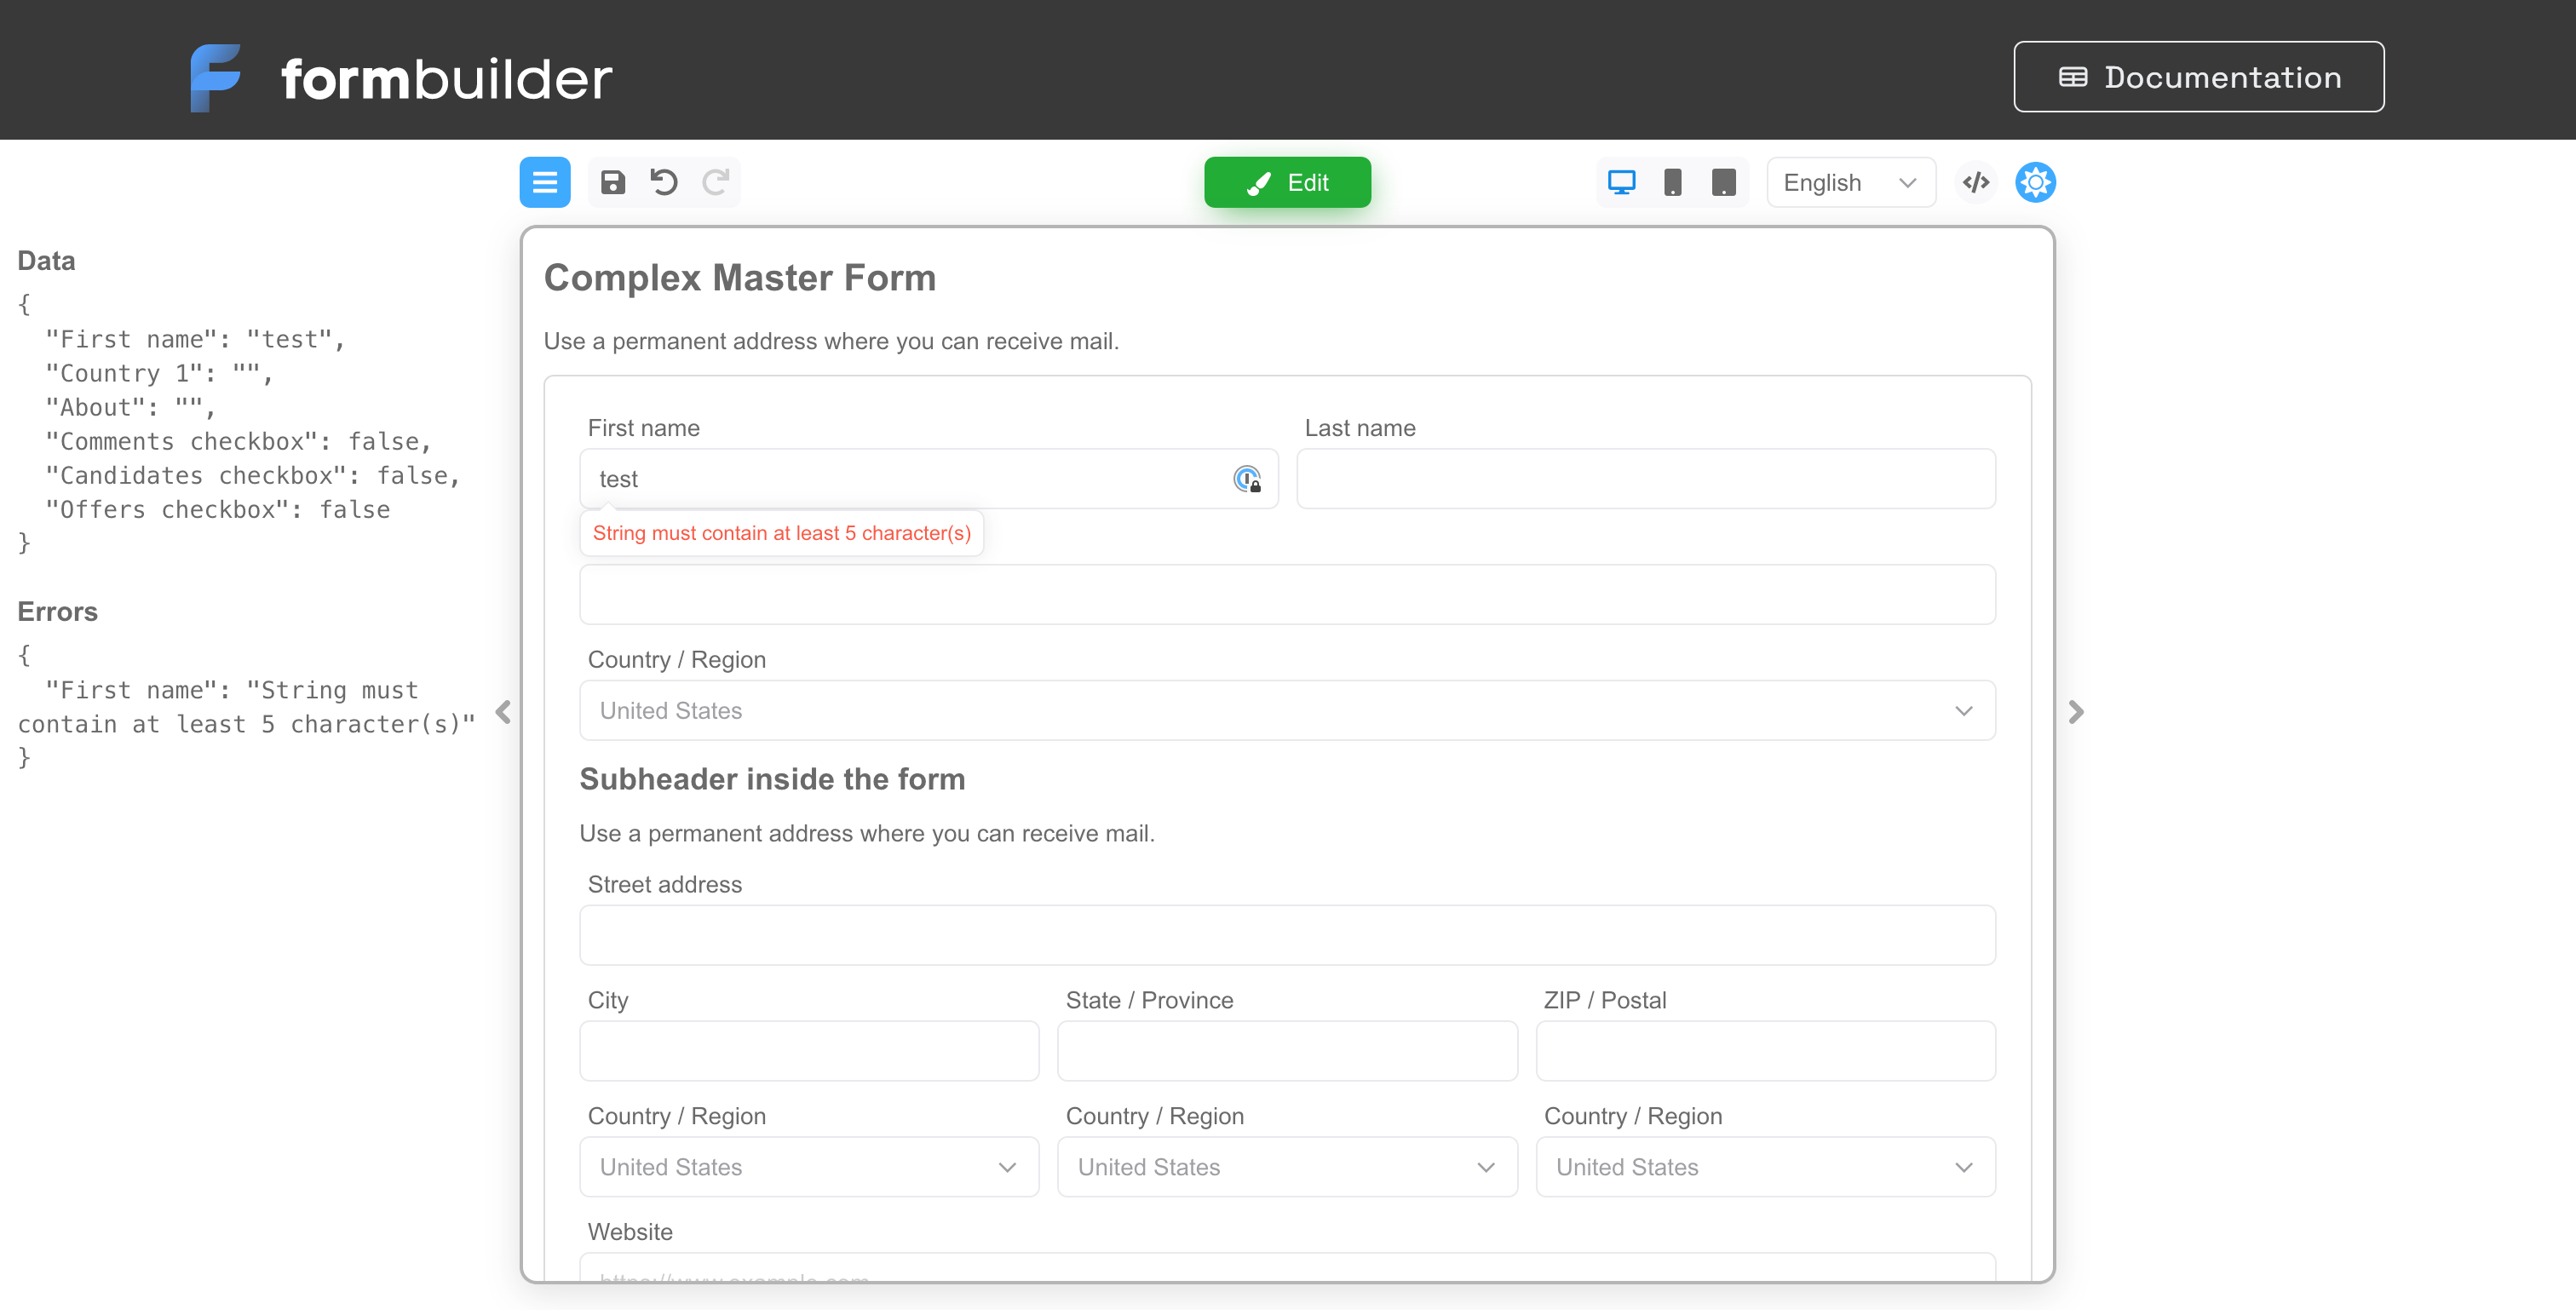 formbuilder
Documentation
Edit
English
Data
{
"First name": "test",
"Country 1": "",
"About": "",
"Comments checkbox": false,
"Candidates checkbox": false,
"Offers checkbox": false
}
Errors
{
"First name": "String must
contain at least 5 character(s)"
}
Complex Master Form
Use a permanent address where you can receive mail.
First name
Last name
test
String must contain at least 5 character(s)
Country / Region
United States
Subheader inside the form
Use a permanent address where you can receive mail.
Street address
City
State / Province
ZIP / Postal
Country / Region
Country / Region
Country / Region
United States
United States
United States
Website
https://www.example.com